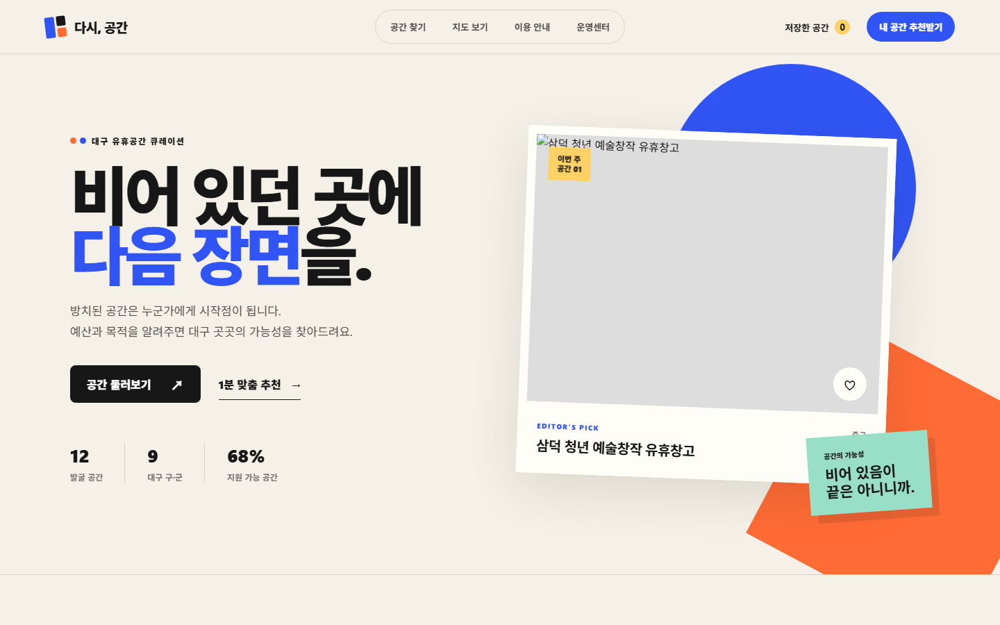 다시, 공간
공간 찾기
지도 보기
이용 안내
운영센터
저장한 공간 0
내 공간 추천받기
대구 유휴공간 큐레이션
비어 있던 곳에
다음 장면을.
방치된 공간은 누군가에게 시작점이 됩니다.
예산과 목적을 알려주면 대구 곳곳의 가능성을 찾아드려요.
공간 둘러보기 ↗
1분 맞춤 추천 →
12
발굴 공간
9
대구 구·군
68%
지원 가능 공간
삼덕 청년 예술창작 유휴창고
이번 주
공간 01
EDITOR'S PICK
삼덕 청년 예술창작 유휴창고
공간의 가능성
비어 있음이
끝은 아니니까.